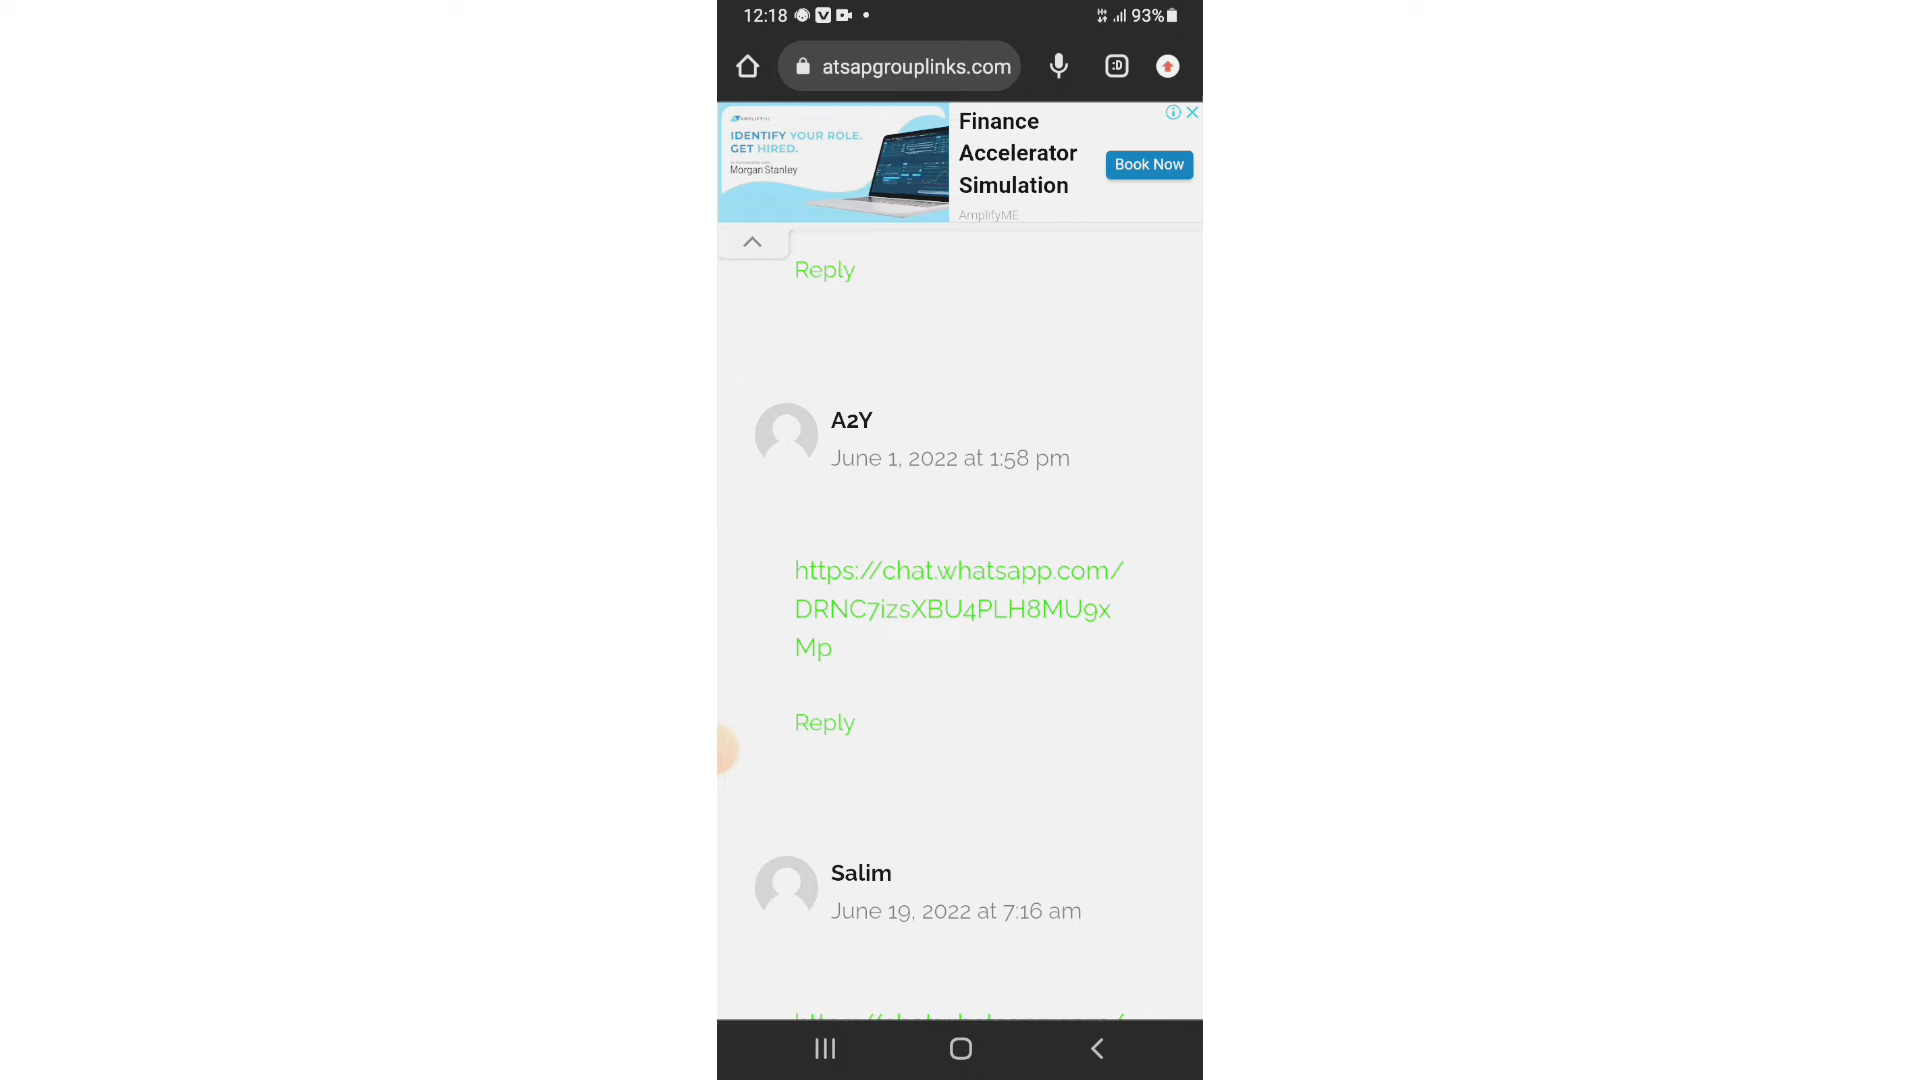 12:18
93%
atsapgrouplinks.com
:D
AMPLIFYME
IDENTIFY YOUR ROLE.
GET HIRED.
Morgan Stanley
Finance
Accelerator
Simulation
AmplifyME
Book Now
Reply
A2Y
June 1, 2022 at 1:58 pm
https://chat.whatsapp.com/
DRNC7izsXBU4PLH8MU9x
Mp
Reply
Salim
June 19, 2022 at 7:16 am